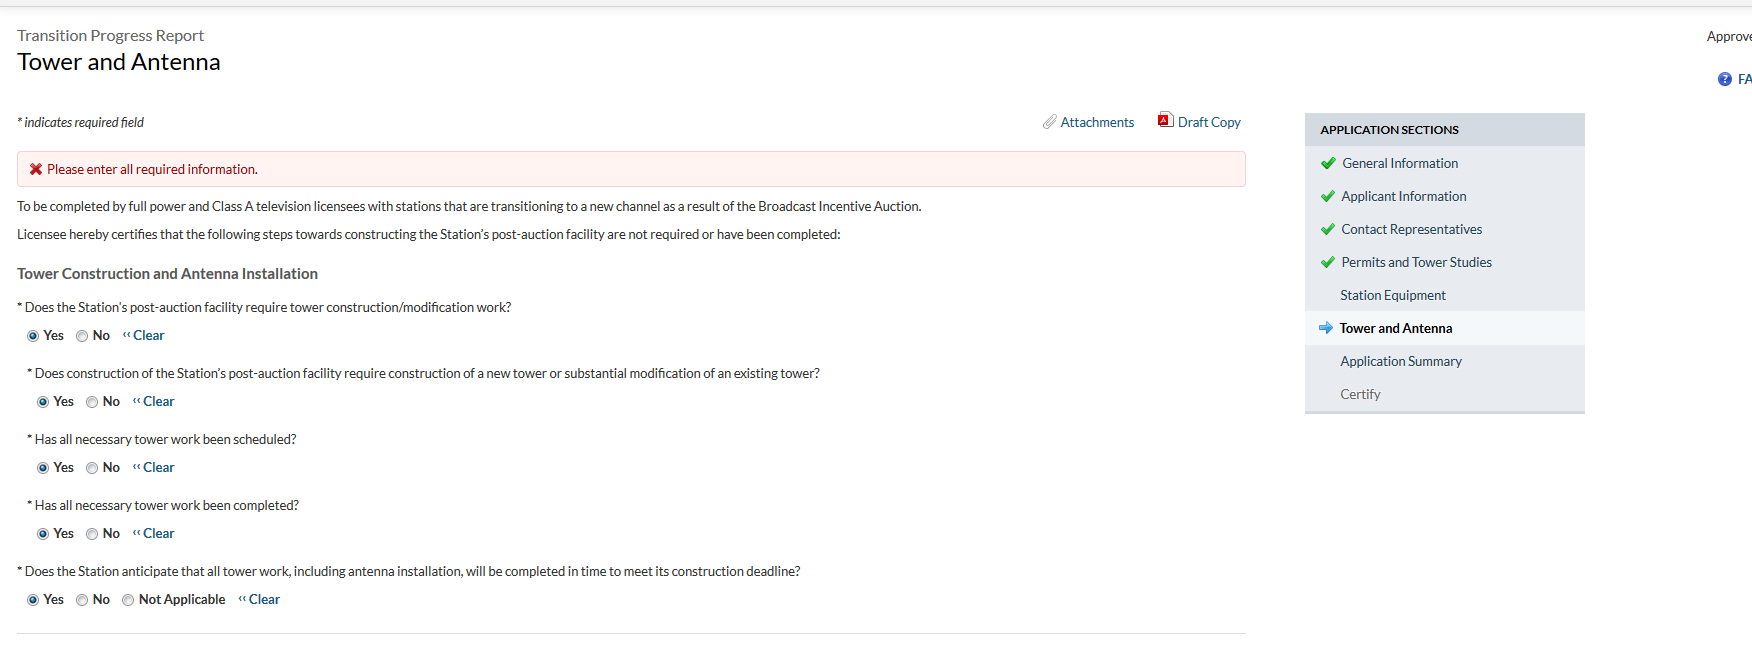 Transition Progress Report
Tower and Antenna
Approve
FA
* indicates required field
Attachments
Draft Copy
Please enter all required information.
To be completed by full power and Class A television licensees with stations that are transitioning to a new channel as a result of the Broadcast Incentive Auction.
Licensee hereby certifies that the following steps towards constructing the Station's post-auction facility are not required or have been completed:
Tower Construction and Antenna Installation
* Does the Station's post-auction facility require tower construction/modification work?
Yes No ‹‹ Clear
* Does construction of the Station's post-auction facility require construction of a new tower or substantial modification of an existing tower?
Yes No ‹‹ Clear
* Has all necessary tower work been scheduled?
Yes No ‹‹ Clear
* Has all necessary tower work been completed?
Yes No ‹‹ Clear
* Does the Station anticipate that all tower work, including antenna installation, will be completed in time to meet its construction deadline?
Yes No Not Applicable ‹‹ Clear
APPLICATION SECTIONS
General Information
Applicant Information
Contact Representatives
Permits and Tower Studies
Station Equipment
Tower and Antenna
Application Summary
Certify